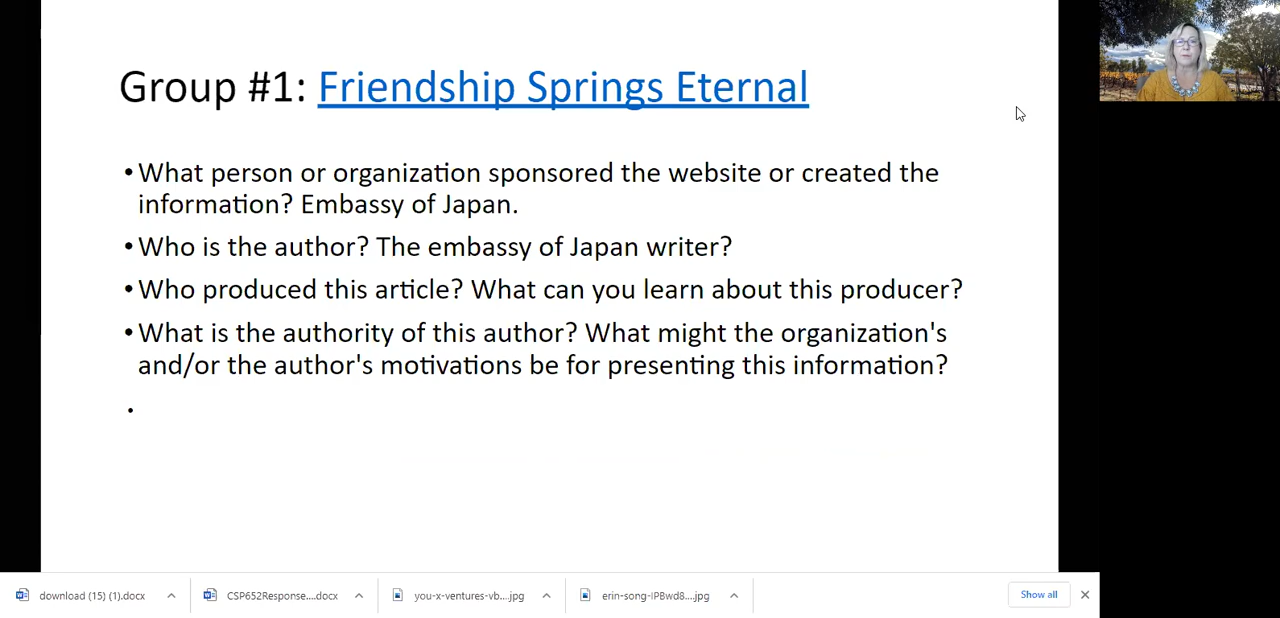 Group #1: Friendship Springs Eternal
•What person or organization sponsored the website or created the
information? Embassy of Japan.
•Who is the author? The embassy of Japan writer?
•Who produced this article? What can you learn about this producer?
•What is the authority of this author? What might the organization's
and/or the author's motivations be for presenting this information?
•
download (15) (1).docx
CSP652Response....docx
you-x-ventures-vb....jpg
erin-song-IPBwd8....jpg
Show all